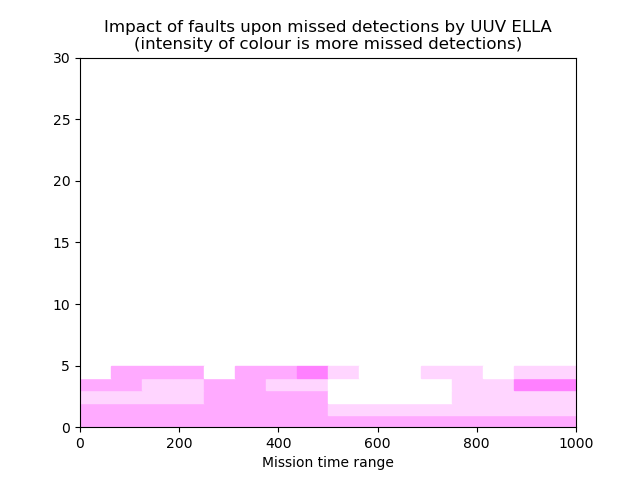 Impact of faults upon missed detections by UUV ELLA
(intensity of colour is more missed detections)
30
25
20
15
10
5
0
0 200 400 600 800 1000
Mission time range